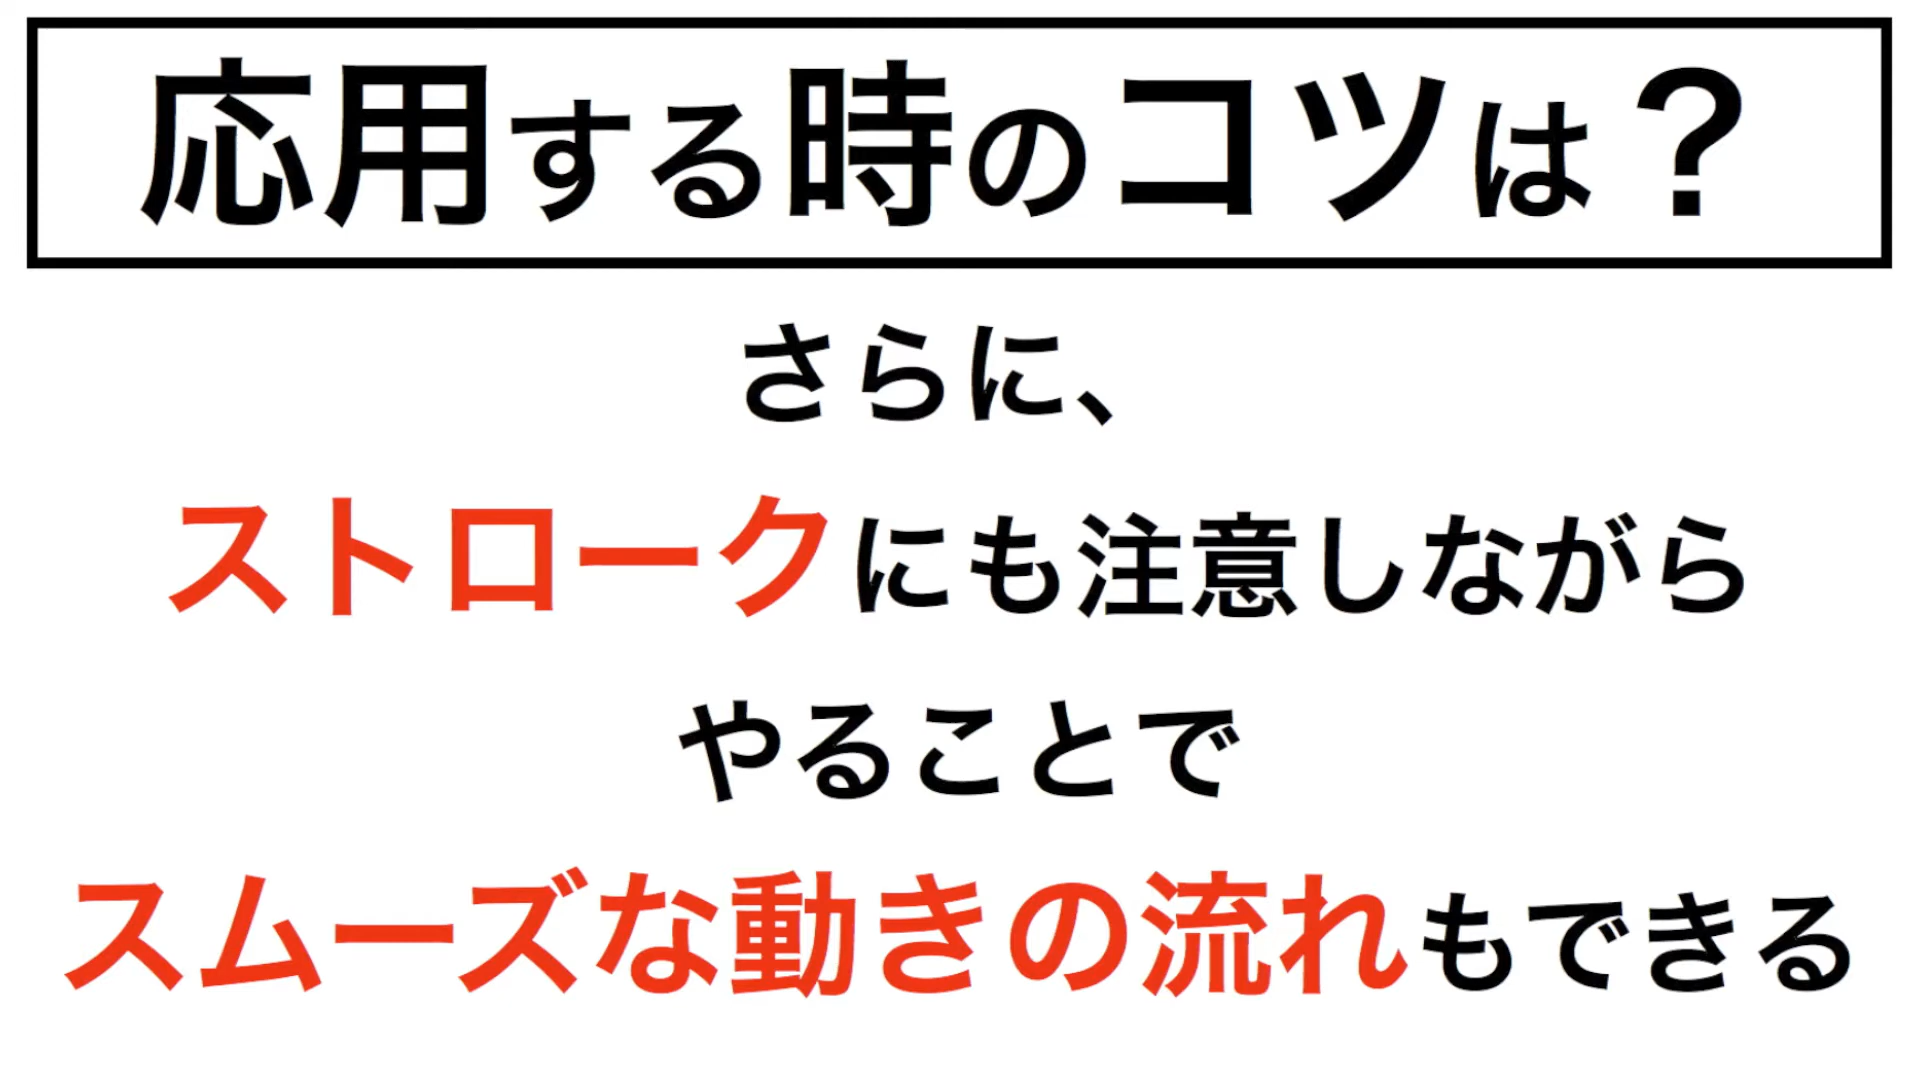 応用する時のコツは？
さらに、
ストロークにも注意しながら
やることで
スムーズな動きの流れもできる